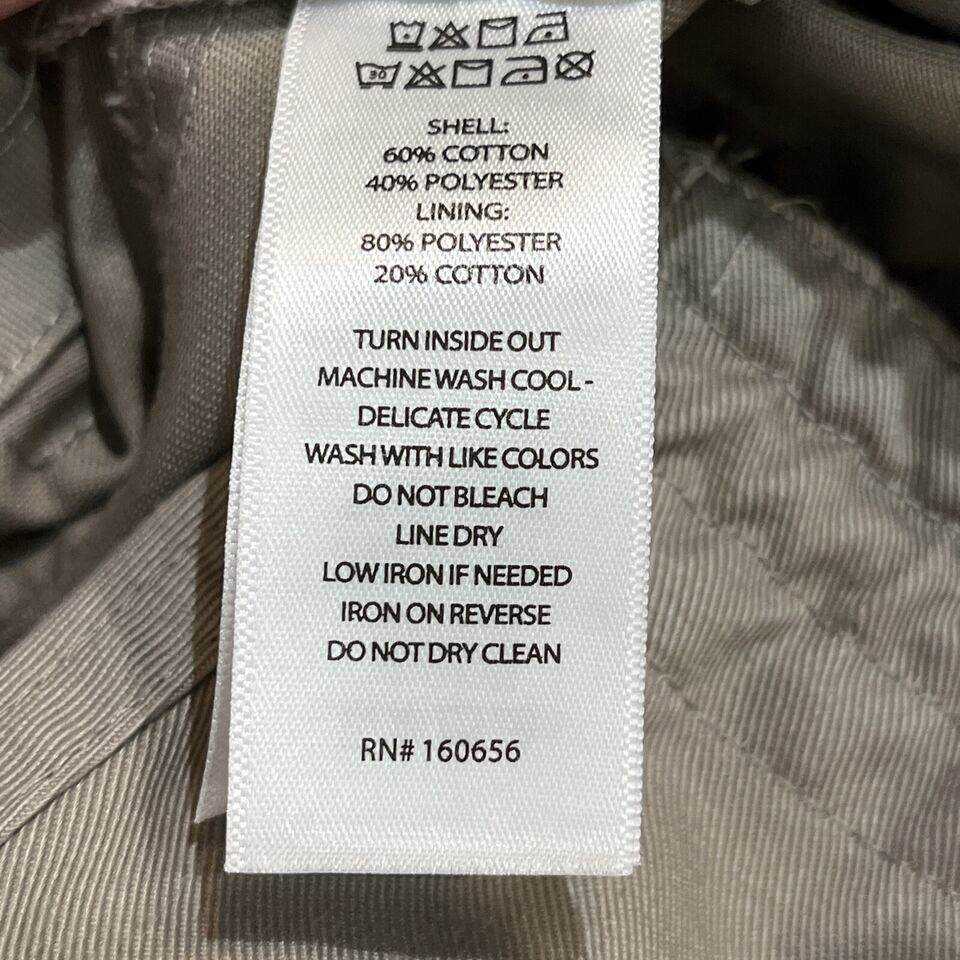 30
SHELL:
60% COTTON
40% POLYESTER
LINING:
80% POLYESTER
20% COTTON
TURN INSIDE OUT
MACHINE WASH COOL -
DELICATE CYCLE
WASH WITH LIKE COLORS
DO NOT BLEACH
LINE DRY
LOW IRON IF NEEDED
IRON ON REVERSE
DO NOT DRY CLEAN
RN# 160656